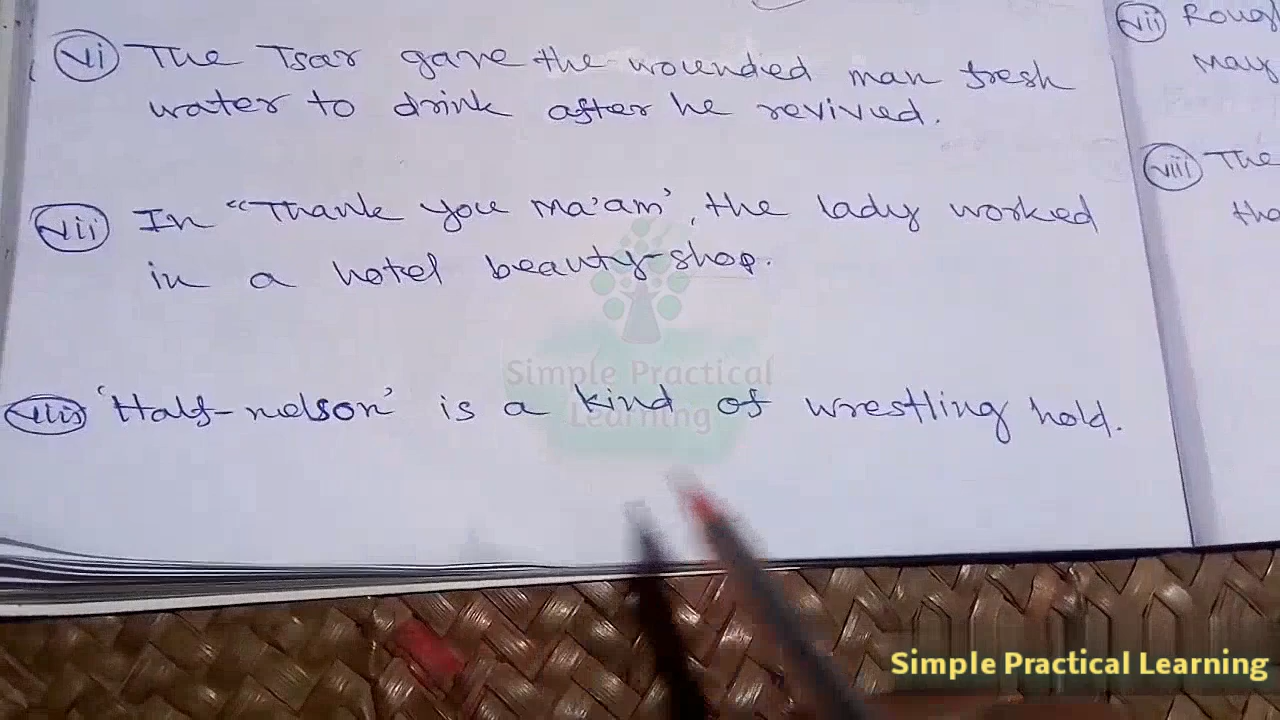 vi The Tsar gave the wounded man fresh
water to drink after he revived.
vii In "Thank you Ma'am', the lady worked
in a hotel beauty-shop.
viii 'Half-nelson' is a kind of wrestling hold.
vii
May
viii The
Simple Practical
Learning
Simple Practical Learning